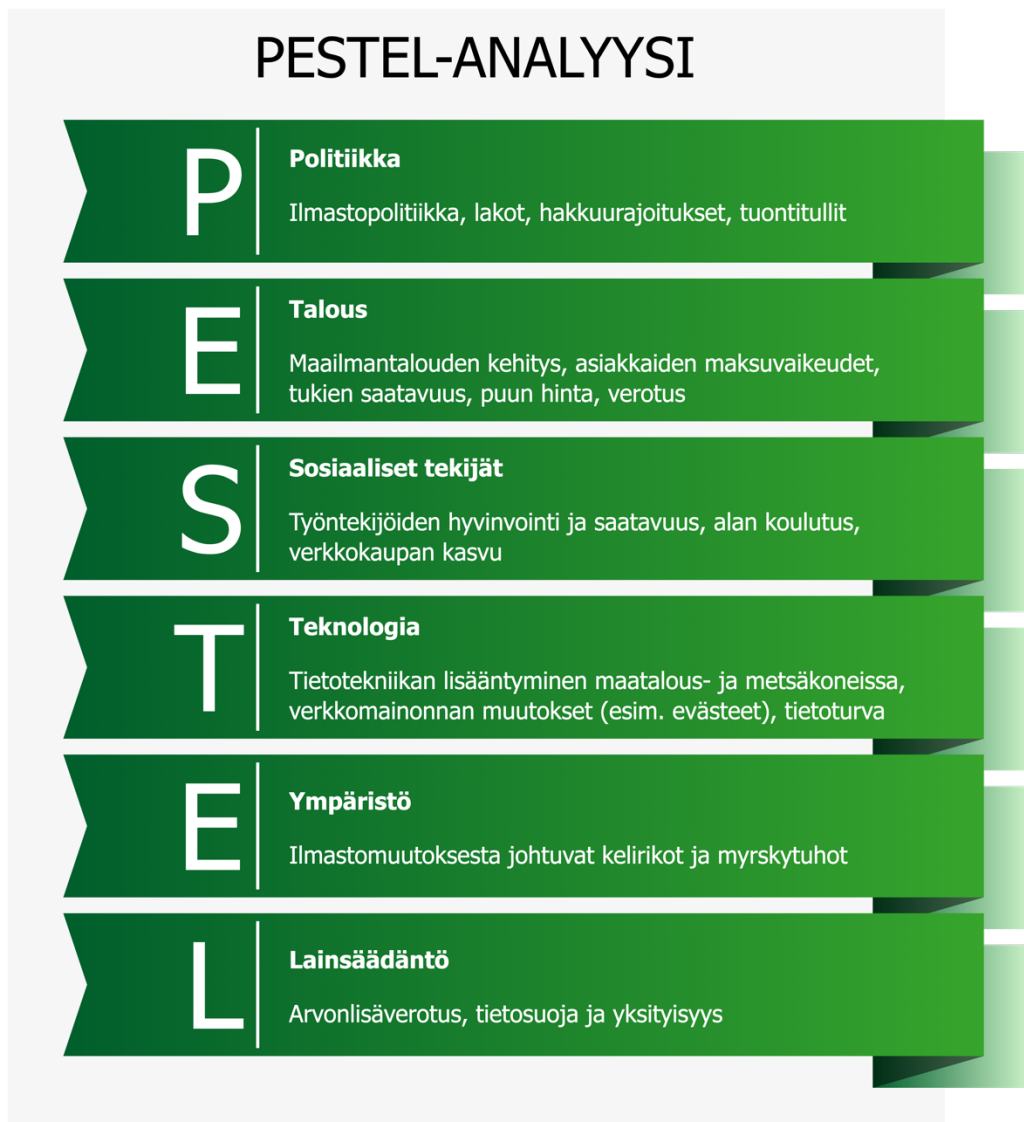 PESTEL-ANALYYSI
P
Politiikka
Ilmastopolitiikka, lakot, hakkuurajoitukset, tuontitullit
E
Talous
Maailmantalouden kehitys, asiakkaiden maksuvaikeudet,
tukien saatavuus, puun hinta, verotus
S
Sosiaaliset tekijät
Työntekijöiden hyvinvointi ja saatavuus, alan koulutus,
verkkokaupan kasvu
T
Teknologia
Tietotekniikan lisääntyminen maatalous- ja metsäkoneissa,
verkkomainonnan muutokset (esim. evästeet), tietoturva
E
Ympäristö
Ilmastomuutoksesta johtuvat kelirikot ja myrskytuhot
L
Lainsäädäntö
Arvonlisäverotus, tietosuoja ja yksityisyys